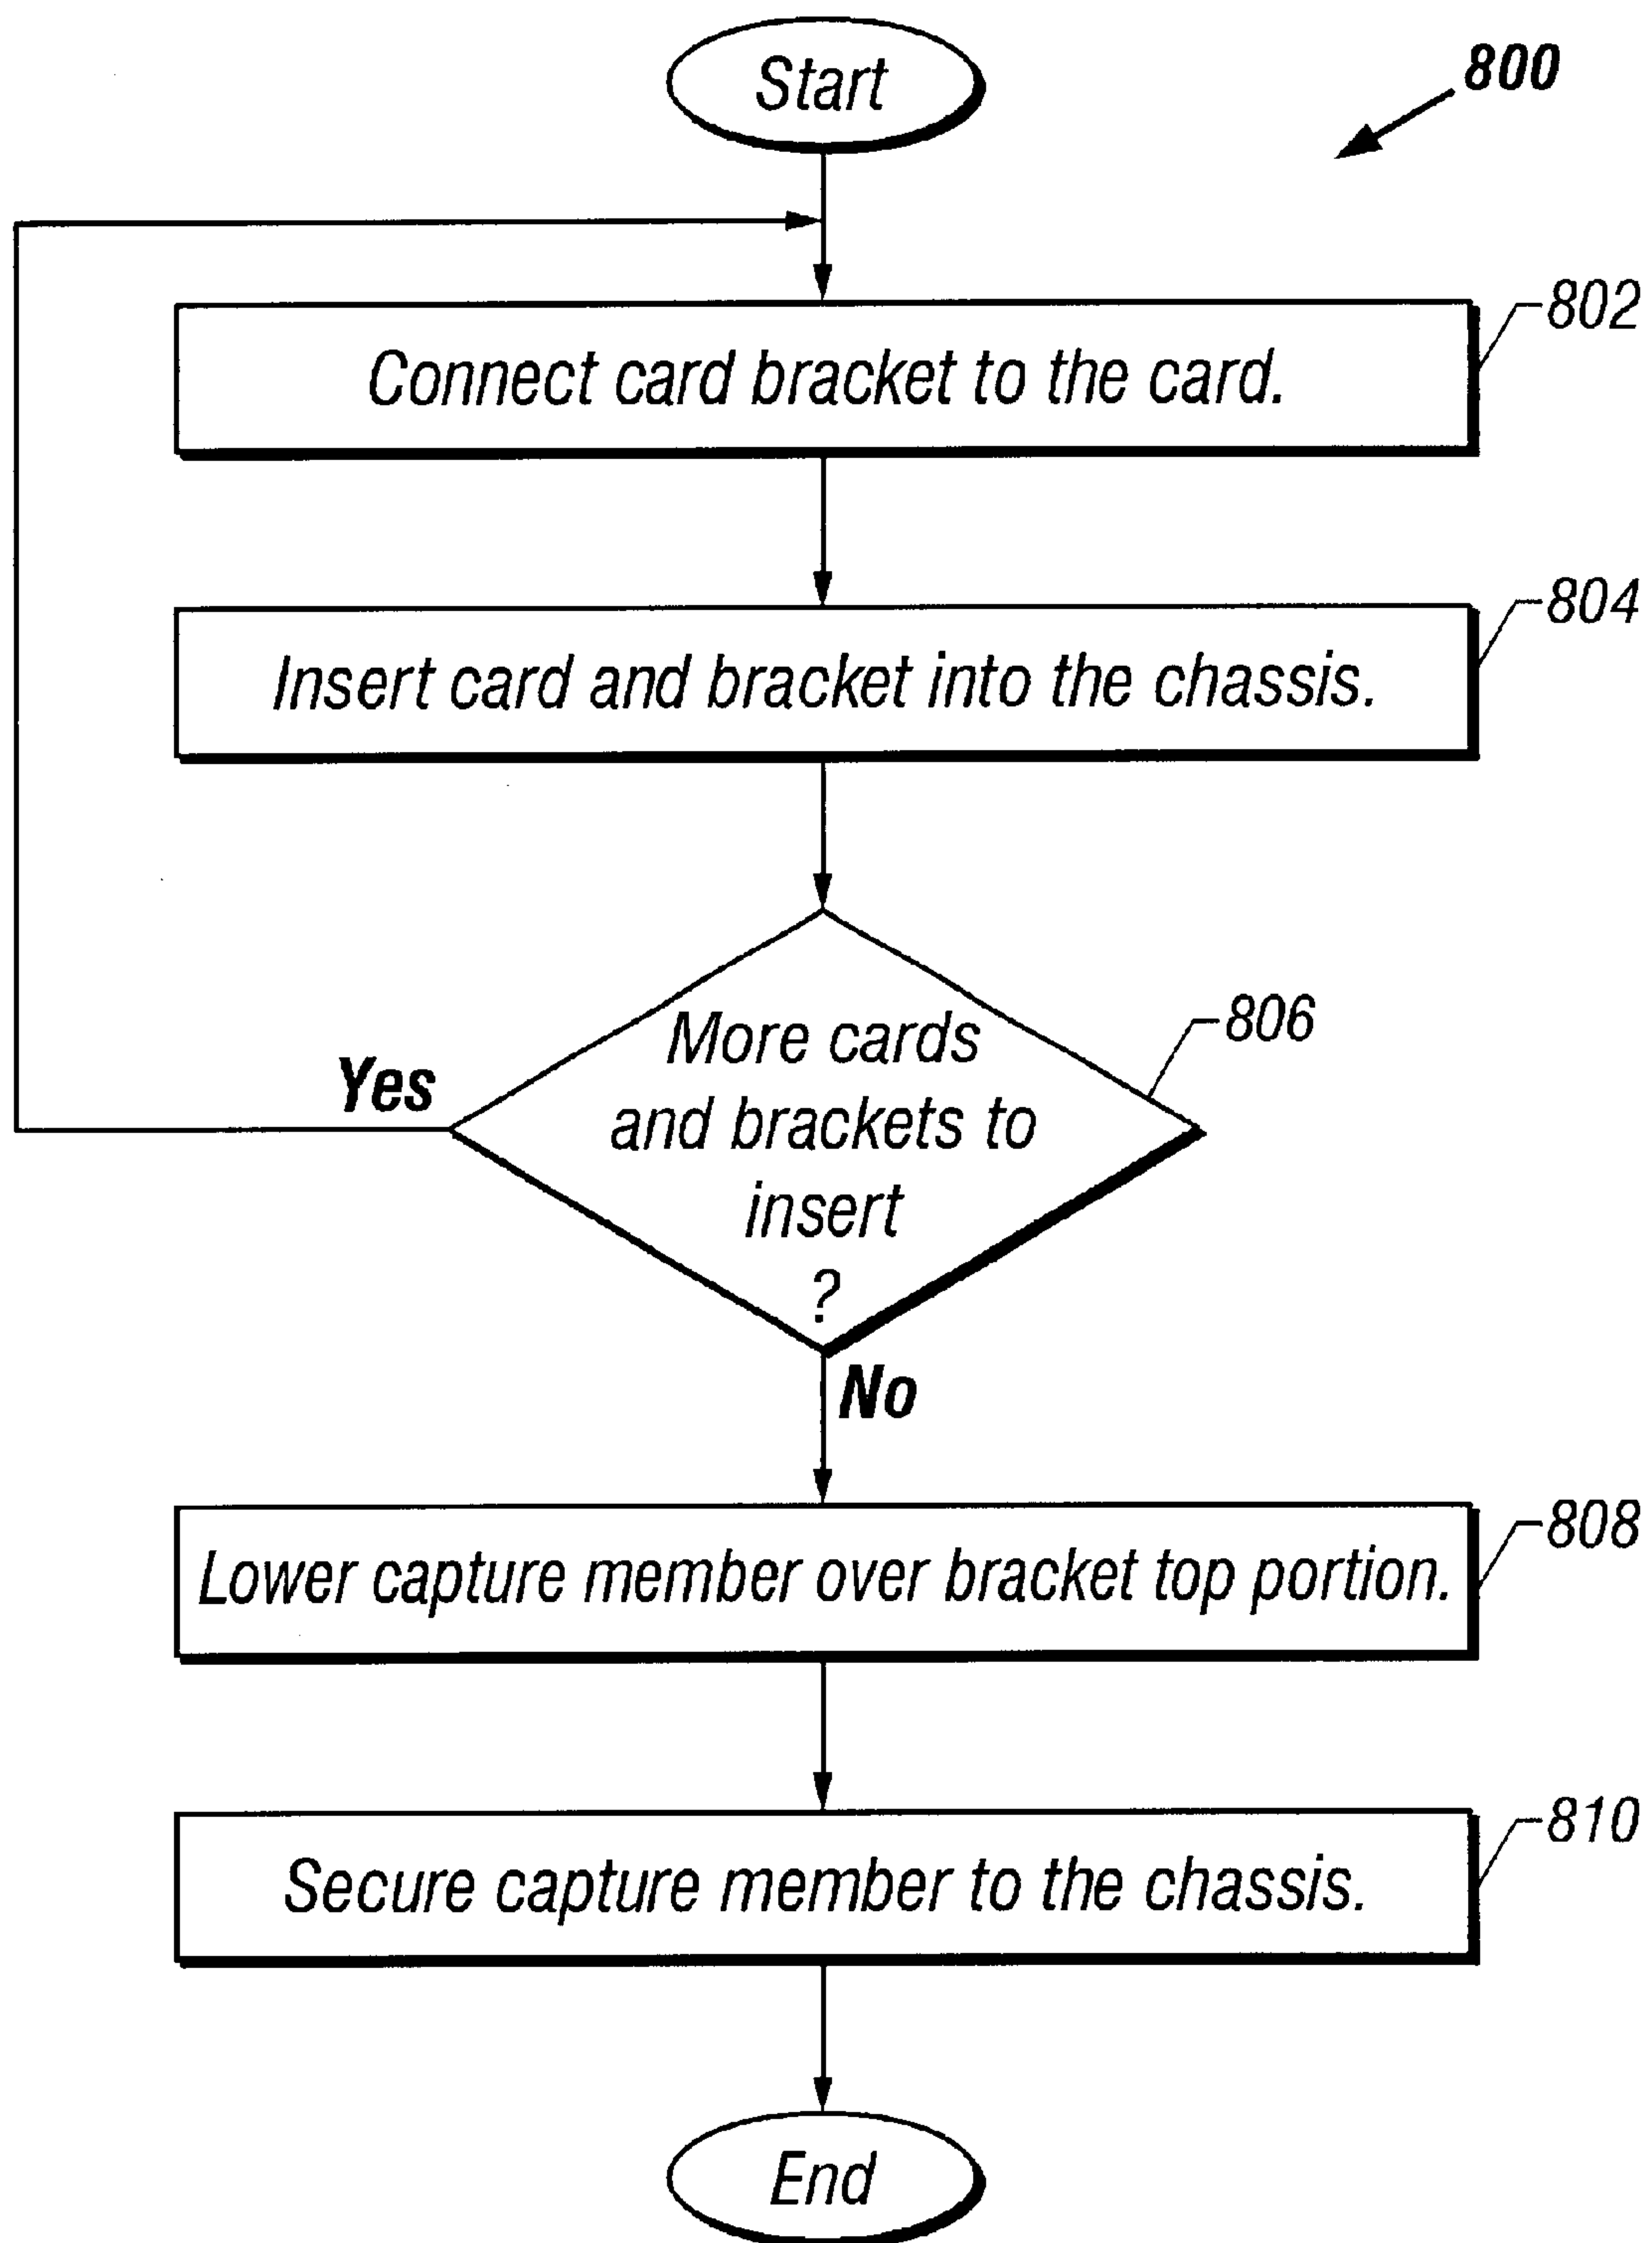 Start
800
802
Connect card bracket to the card.
804
Insert card and bracket into the chassis.
806
More cards
and brackets to
insert
?
Yes
No
808
Lower capture member over bracket top portion.
810
Secure capture member to the chassis.
End